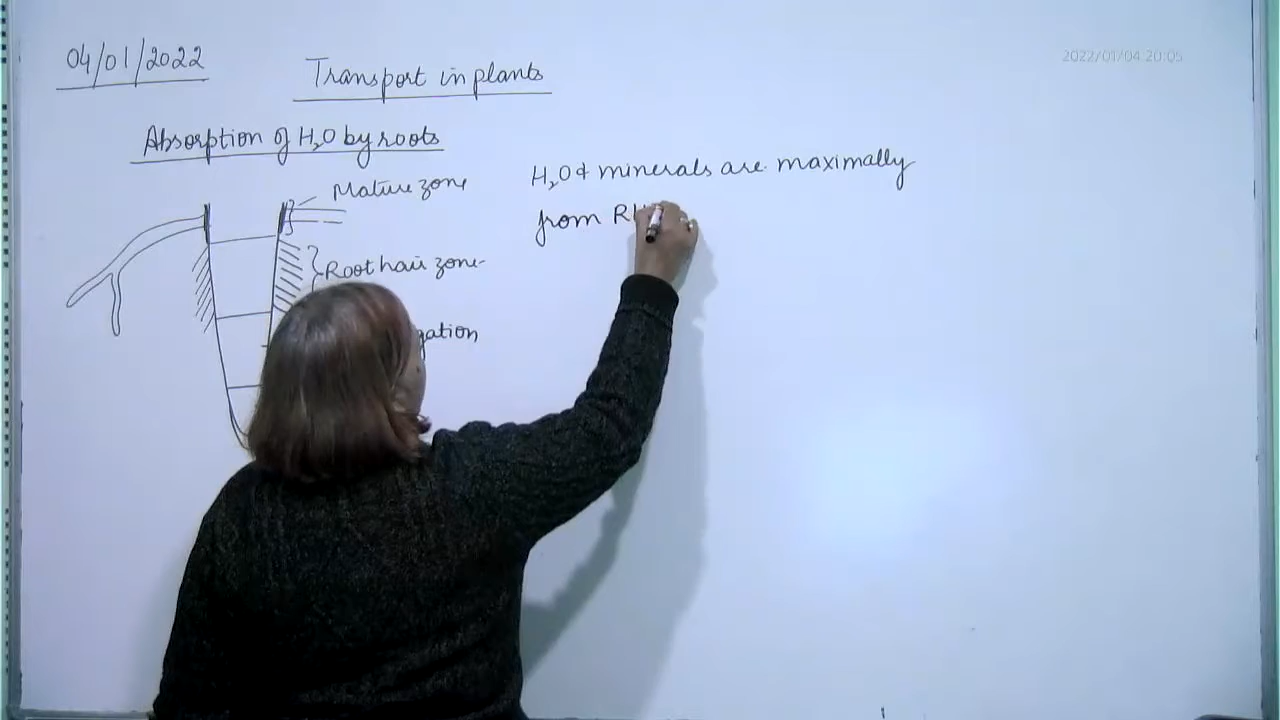 04/01/2022
2022/01/04 20:05
Transport in plants
Absorption of H₂O by roots
Mature zone
H₂O & minerals are maximally
from
Root hair zone